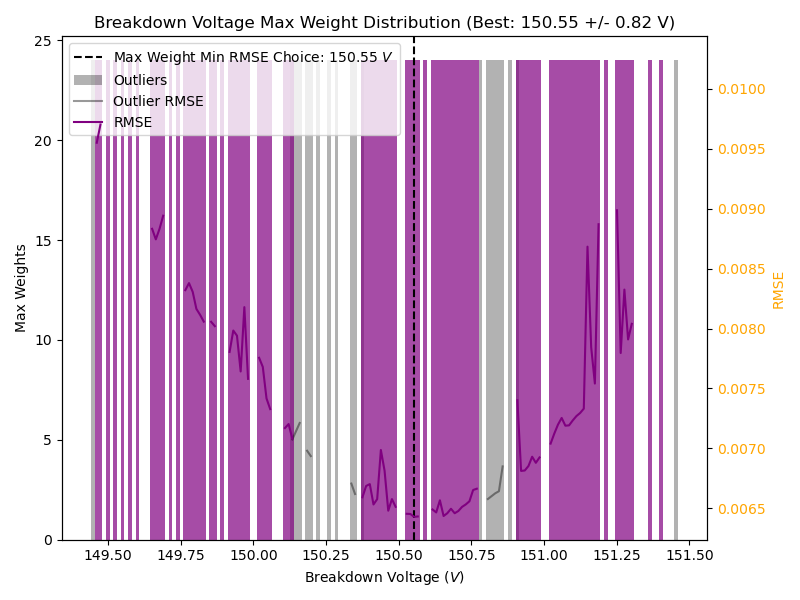 Breakdown Voltage Max Weight Distribution (Best: 150.55 +/- 0.82 V)
Max Weight Min RMSE Choice: 150.55 V
Outliers
Outlier RMSE
RMSE
Max Weights
25
20
15
10
5
0
0.0100
0.0095
0.0090
0.0085
0.0080
0.0075
0.0070
0.0065
RMSE
149.50 149.75 150.00 150.25 150.50 150.75 151.00 151.25 151.50
Breakdown Voltage (V)